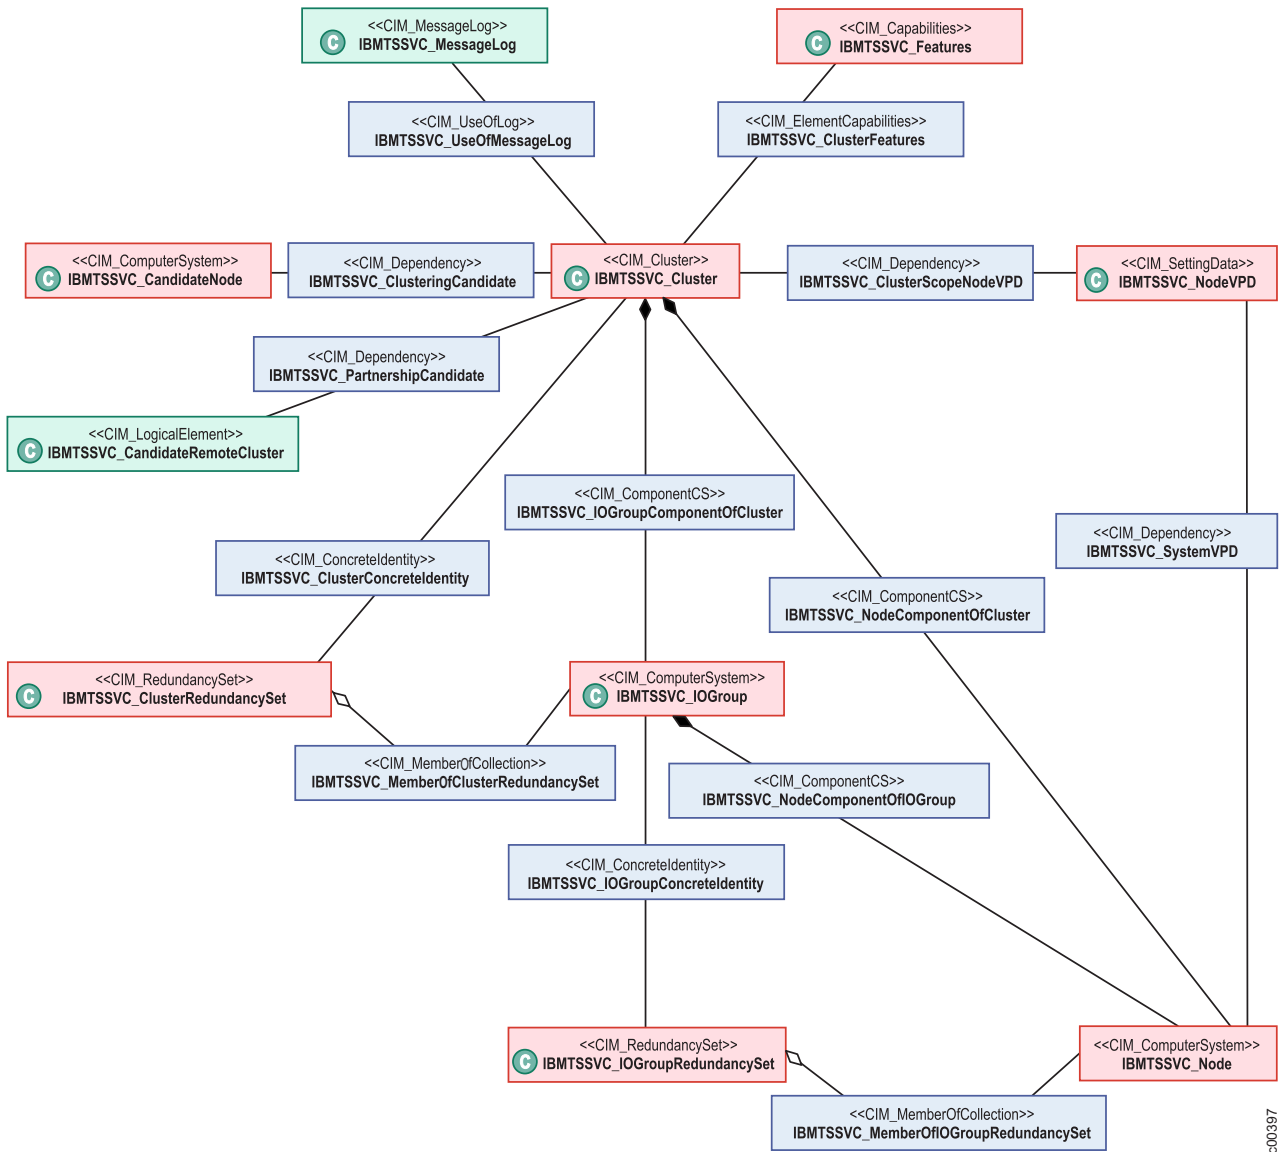 <<CIM_MessageLog>>
C
IBMTSSVC_MessageLog
<<CIM_Capabilities>>
C
IBMTSSVC_Features
<<CIM_UseOfLog>>
IBMTSSVC_UseOfMessageLog
<<CIM_ElementCapabilities>>
IBMTSSVC_ClusterFeatures
<<CIM_ComputerSystem>>
C
IBMTSSVC_CandidateNode
<<CIM_Dependency>>
IBMTSSVC_ClusteringCandidate
<<CIM_Cluster>>
C
IBMTSSVC_Cluster
<<CIM_Dependency>>
IBMTSSVC_ClusterScopeNodeVPD
<<CIM_SettingData>>
C
IBMTSSVC_NodeVPD
<<CIM_Dependency>>
IBMTSSVC_PartnershipCandidate
<<CIM_LogicalElement>>
C
IBMTSSVC_CandidateRemoteCluster
<<CIM_ComponentCS>>
IBMTSSVC_IOGroupComponentOfCluster
<<CIM_Dependency>>
IBMTSSVC_SystemVPD
<<CIM_ConcreteIdentity>>
IBMTSSVC_ClusterConcreteIdentity
<<CIM_ComponentCS>>
IBMTSSVC_NodeComponentOfCluster
<<CIM_RedundancySet>>
C
IBMTSSVC_ClusterRedundancySet
<<CIM_ComputerSystem>>
C
IBMTSSVC_IOGroup
<<CIM_MemberOfCollection>>
IBMTSSVC_MemberOfClusterRedundancySet
<<CIM_ComponentCS>>
IBMTSSVC_NodeComponentOfIOGroup
<<CIM_ConcreteIdentity>>
IBMTSSVC_IOGroupConcreteIdentity
<<CIM_RedundancySet>>
C
IBMTSSVC_IOGroupRedundancySet
<<CIM_ComputerSystem>>
IBMTSSVC_Node
<<CIM_MemberOfCollection>>
IBMTSSVC_MemberOfIOGroupRedundancySet
c00397